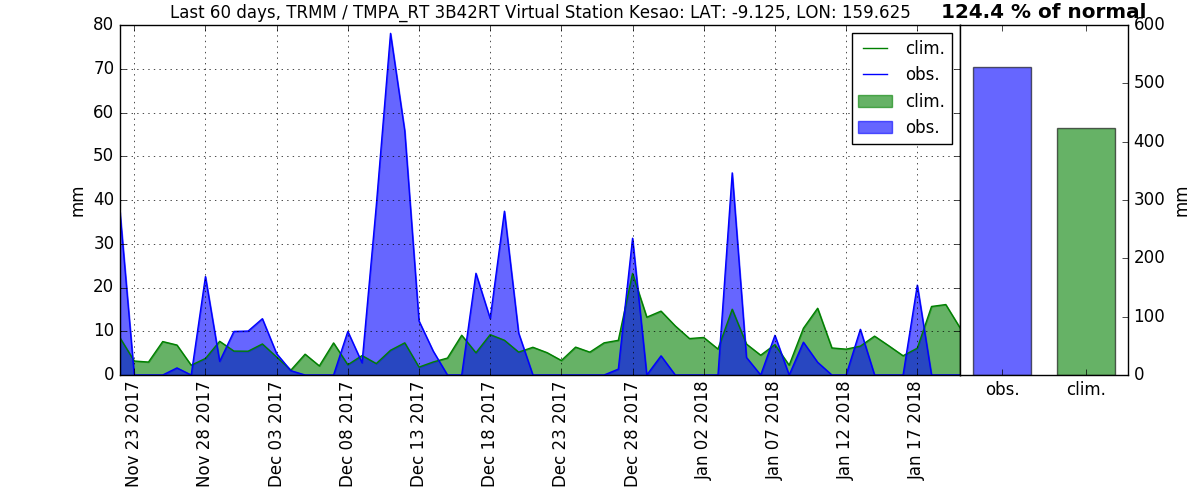 Last 60 days, TRMM / TMPA_RT 3B42RT Virtual Station Kesao: LAT: -9.125, LON: 159.625
124.4 % of normal
80
70
60
50
40
30
20
10
0
mm
clim.
obs.
clim.
obs.
600
500
400
300
200
100
0
mm
obs.
clim.
Nov 23 2017
Nov 28 2017
Dec 03 2017
Dec 08 2017
Dec 13 2017
Dec 18 2017
Dec 23 2017
Dec 28 2017
Jan 02 2018
Jan 07 2018
Jan 12 2018
Jan 17 2018